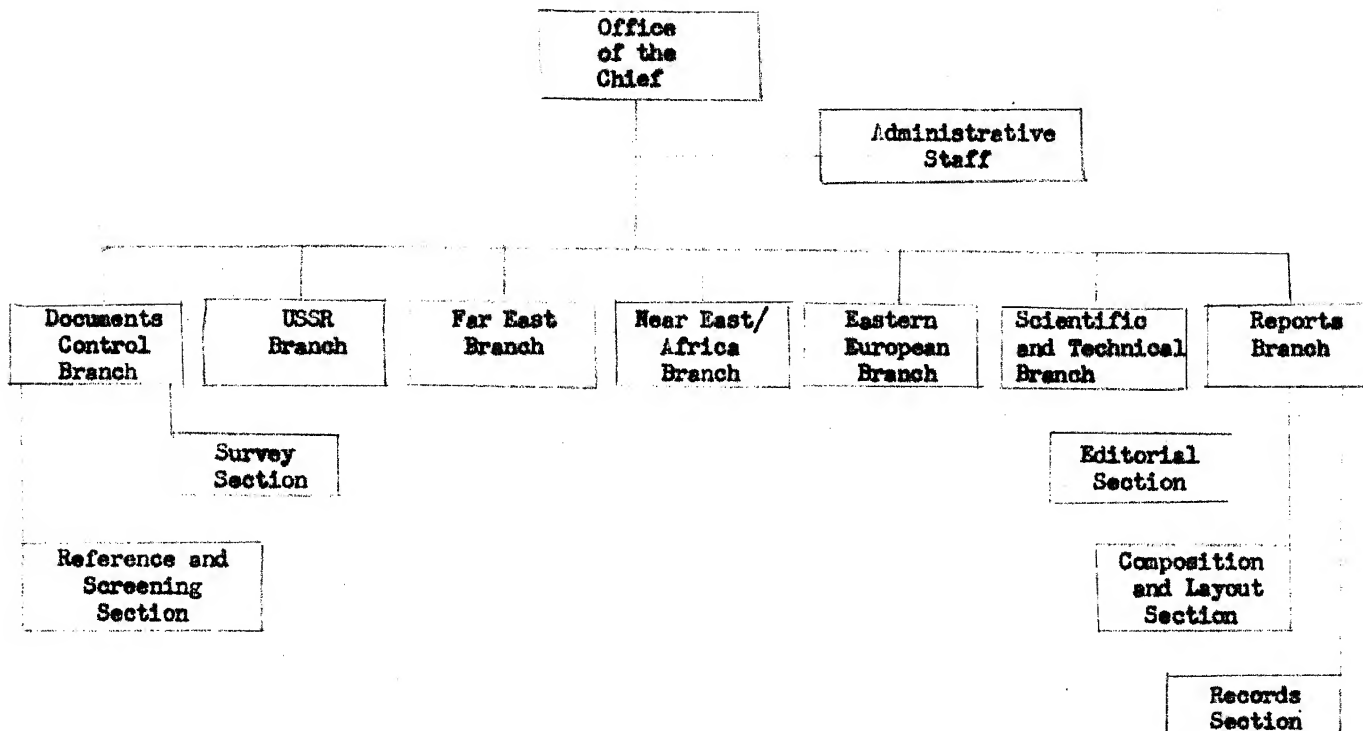 Office
of the
Chief
Administrative
Staff
Documents
Control
Branch
USSR
Branch
Far East
Branch
Near East/
Africa
Branch
Eastern
European
Branch
Scientific
and Technical
Branch
Reports
Branch
Survey
Section
Editorial
Section
Reference and
Screening
Section
Composition
and Layout
Section
Records
Section